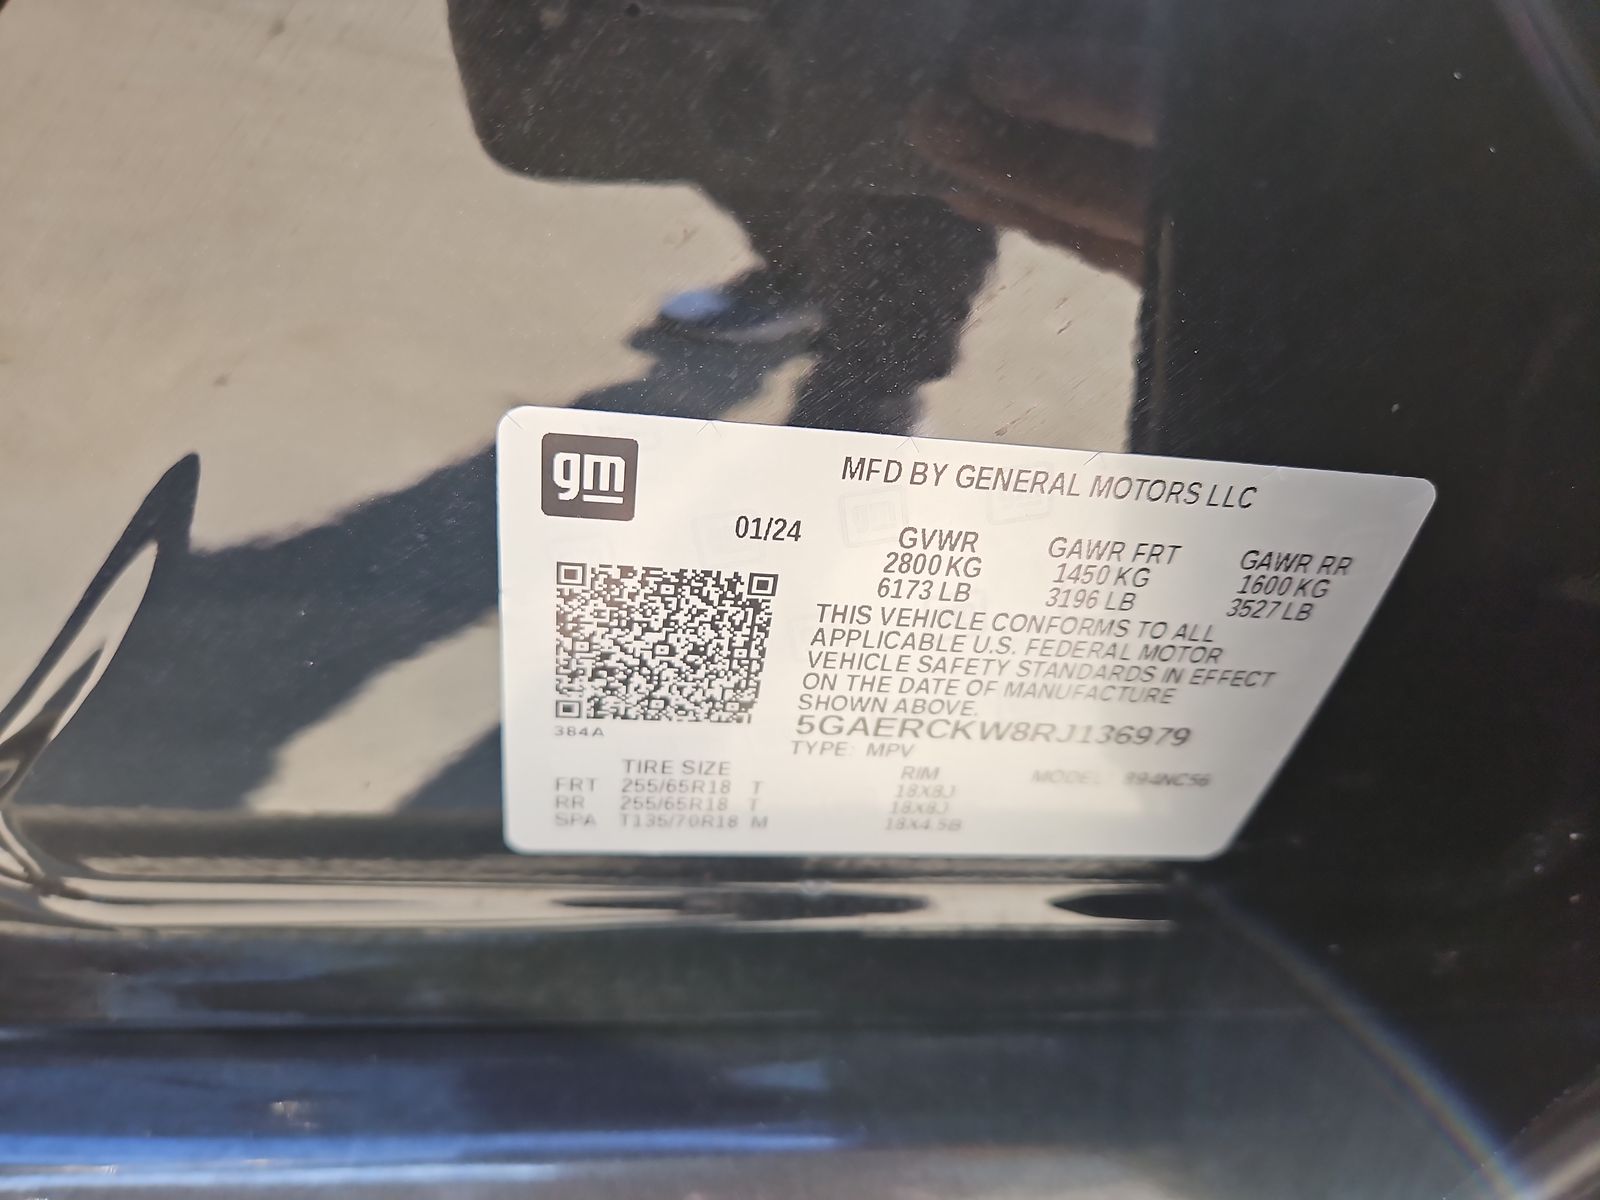 gm
MFD BY GENERAL MOTORS LLC
01/24
GVWR GAWR FRT GAWR RR
2800 KG 1450 KG 1600 KG
6173 LB 3196 LB 3527 LB
THIS VEHICLE CONFORMS TO ALL
APPLICABLE U.S. FEDERAL MOTOR
VEHICLE SAFETY STANDARDS IN EFFECT
ON THE DATE OF MANUFACTURE
SHOWN ABOVE.
5GAERCKW8RJ136979
384A
TYPE: MPV
TIRE SIZE RIM MODEL:
FRT 255/65R18 T 18X8J
RR 255/65R18 T 18X8J
SPA T135/70R18 M 18X4.5B